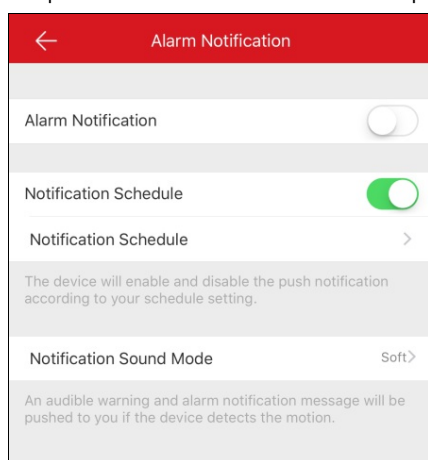 Alarm Notification
Alarm Notification
Notification Schedule
Notification Schedule
The device will enable and disable the push notification
according to your schedule setting.
Notification Sound Mode Soft
An audible warning and alarm notification message will be
pushed to you if the device detects the motion.